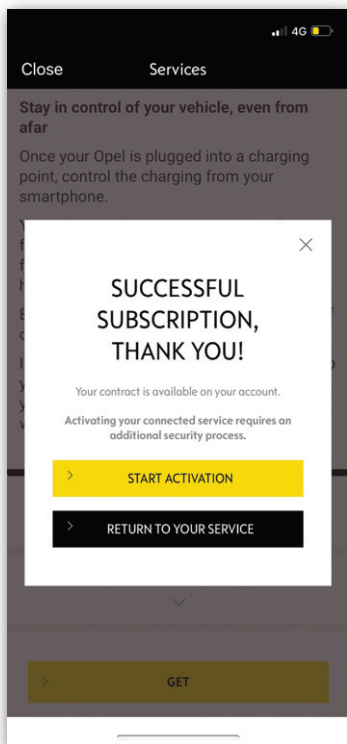 4G
Close
Services
Stay in control of your vehicle, even from
afar
Once your Opel is plugged into a charging
point, control the charging from your
smartphone.
SUCCESSFUL
SUBSCRIPTION,
THANK YOU!
Your contract is available on your account.
Activating your connected service requires an
additional security process.
START ACTIVATION
RETURN TO YOUR SERVICE
GET